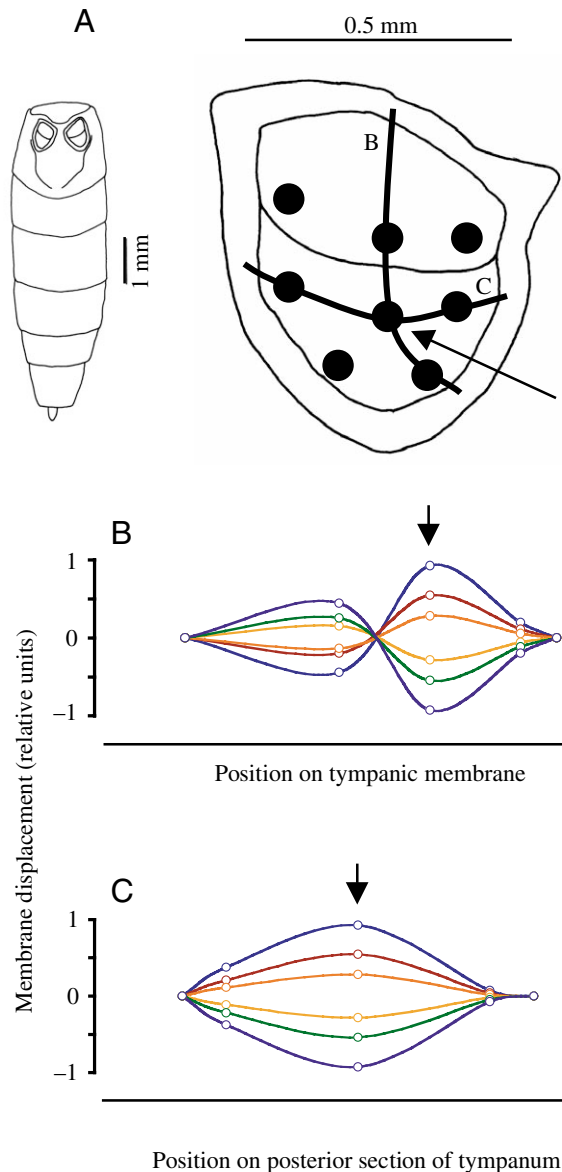 A
0.5 mm
B
C
1 mm
B
1
0
–1
Position on tympanic membrane
Membrane displacement (relative units)
C
1
0
–1
Position on posterior section of tympanum